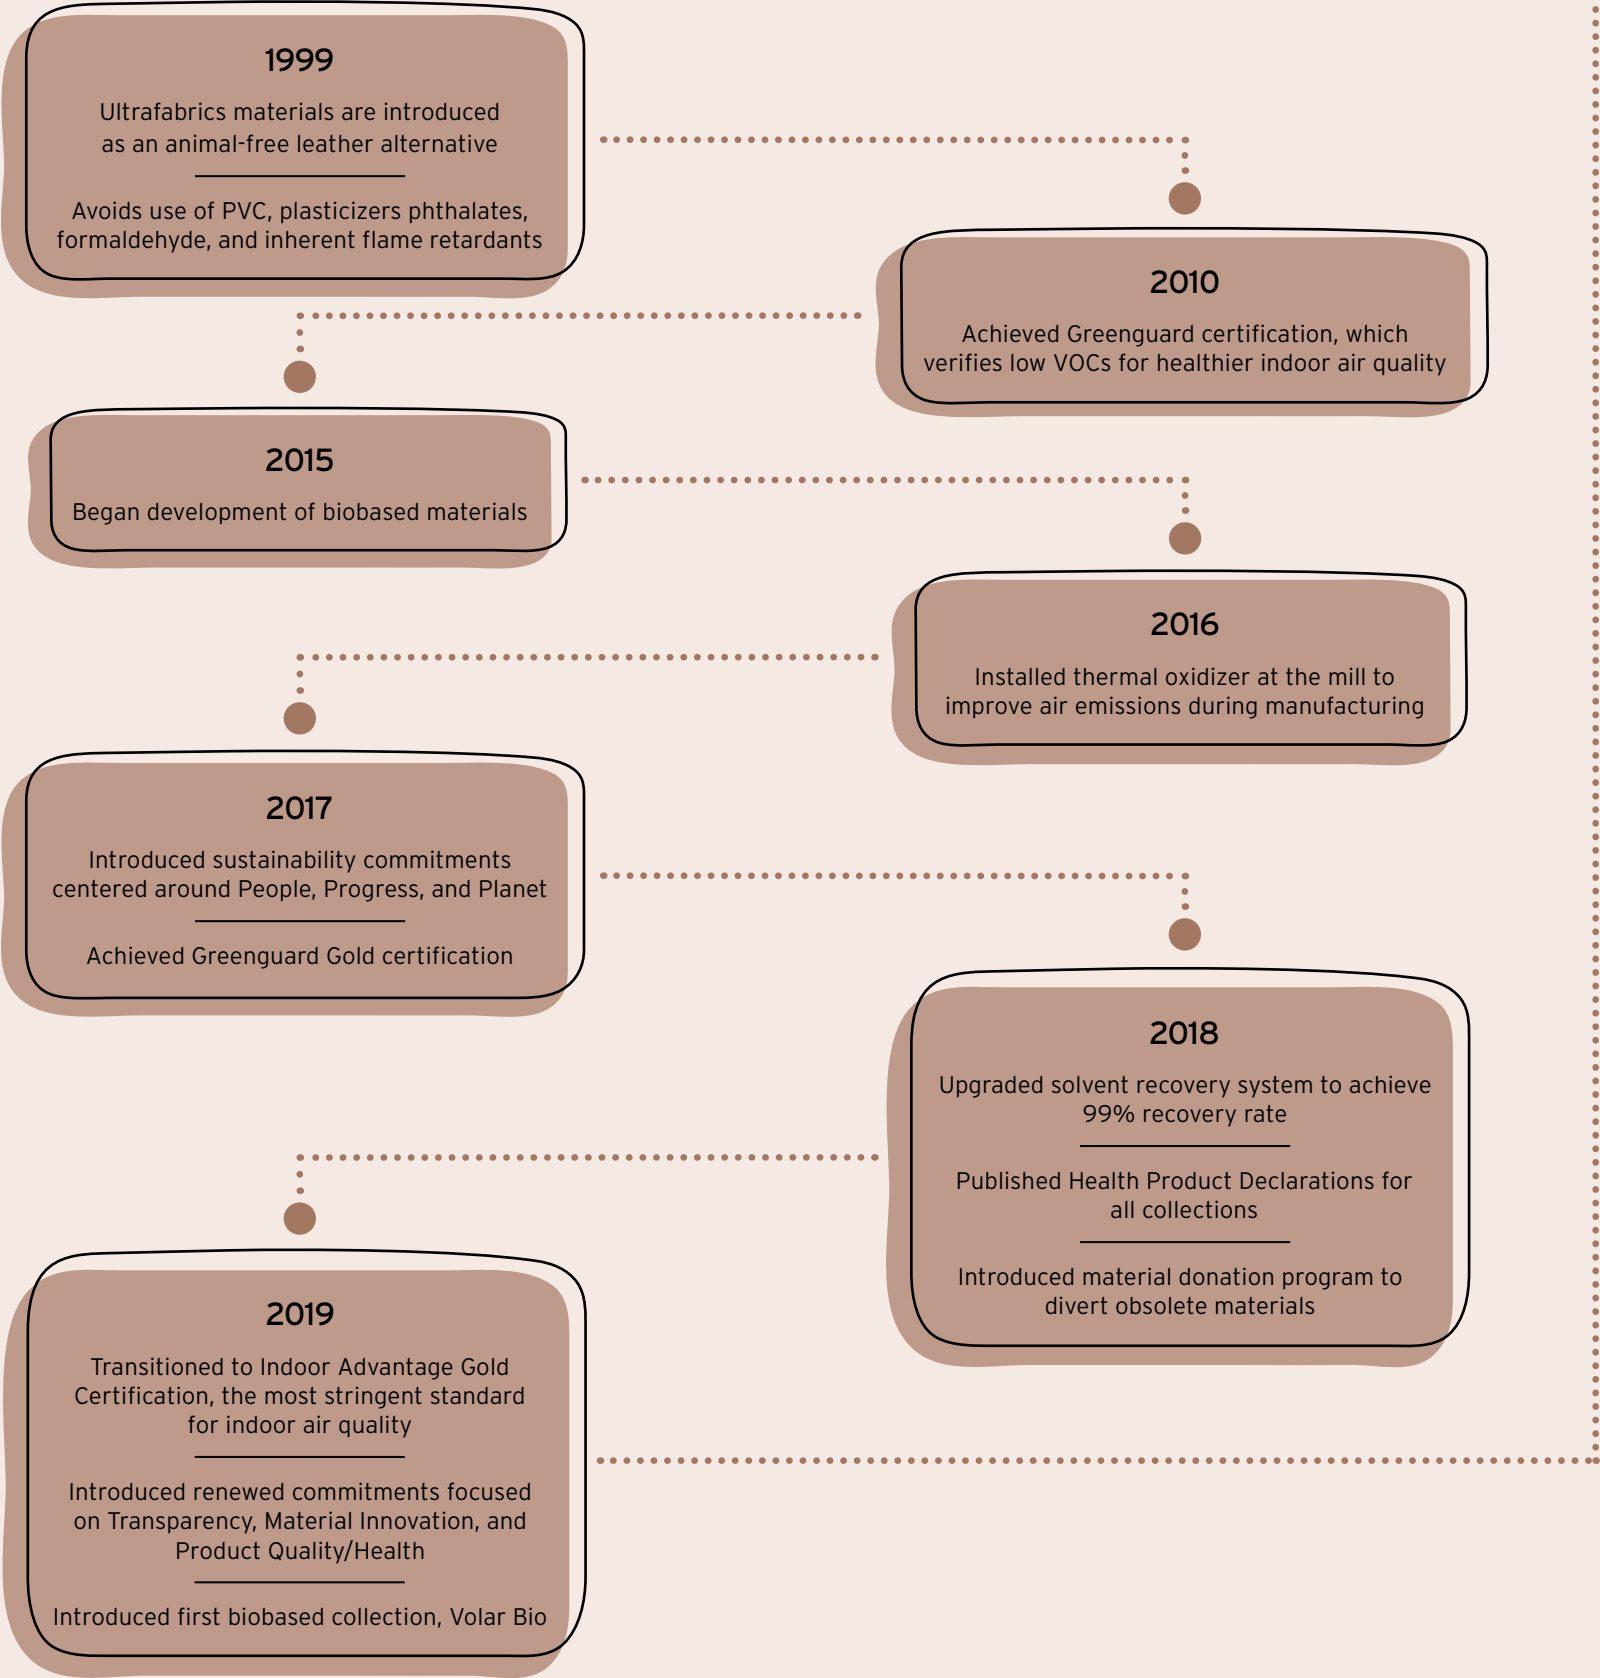 1999
Ultrafabrics materials are introduced
as an animal-free leather alternative
Avoids use of PVC, plasticizers phthalates,
formaldehyde, and inherent flame retardants
2010
Achieved Greenguard certification, which
verifies low VOCs for healthier indoor air quality
2015
Began development of biobased materials
2016
Installed thermal oxidizer at the mill to
improve air emissions during manufacturing
2017
Introduced sustainability commitments
centered around People, Progress, and Planet
Achieved Greenguard Gold certification
2018
Upgraded solvent recovery system to achieve
99% recovery rate
Published Health Product Declarations for
all collections
Introduced material donation program to
divert obsolete materials
2019
Transitioned to Indoor Advantage Gold
Certification, the most stringent standard
for indoor air quality
Introduced renewed commitments focused
on Transparency, Material Innovation, and
Product Quality/Health
Introduced first biobased collection, Volar Bio